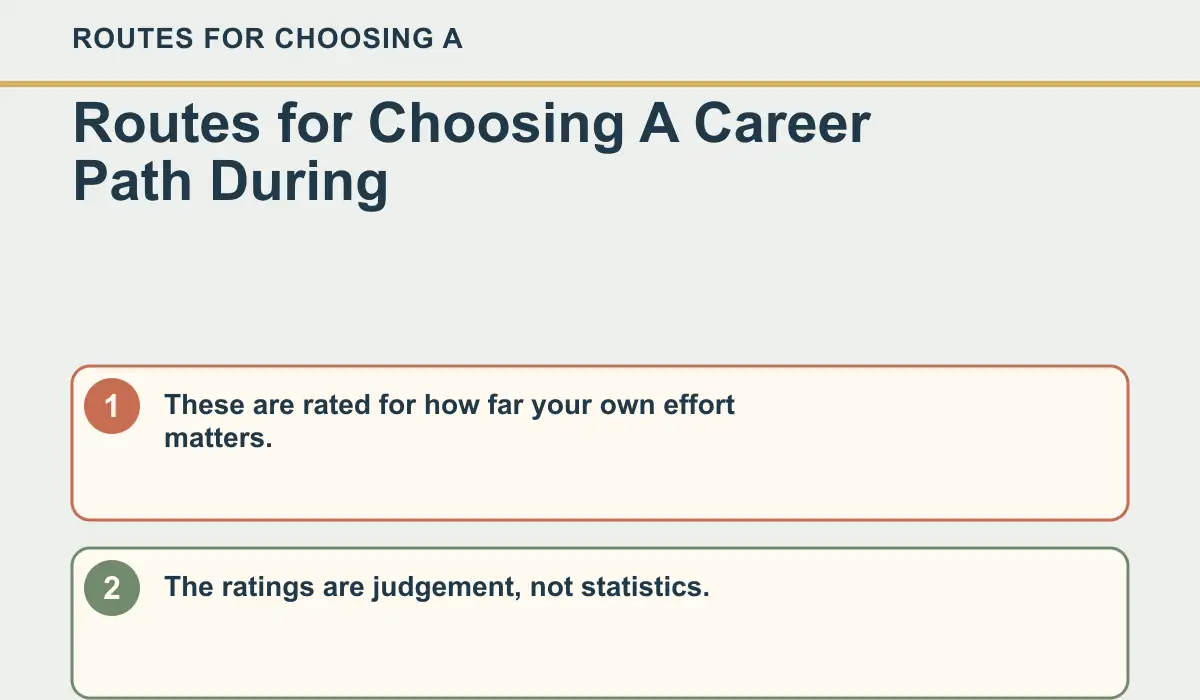 ROUTES FOR CHOOSING A
Routes for Choosing A Career
Path During
1
These are rated for how far your own effort
matters.
2
The ratings are judgement, not statistics.